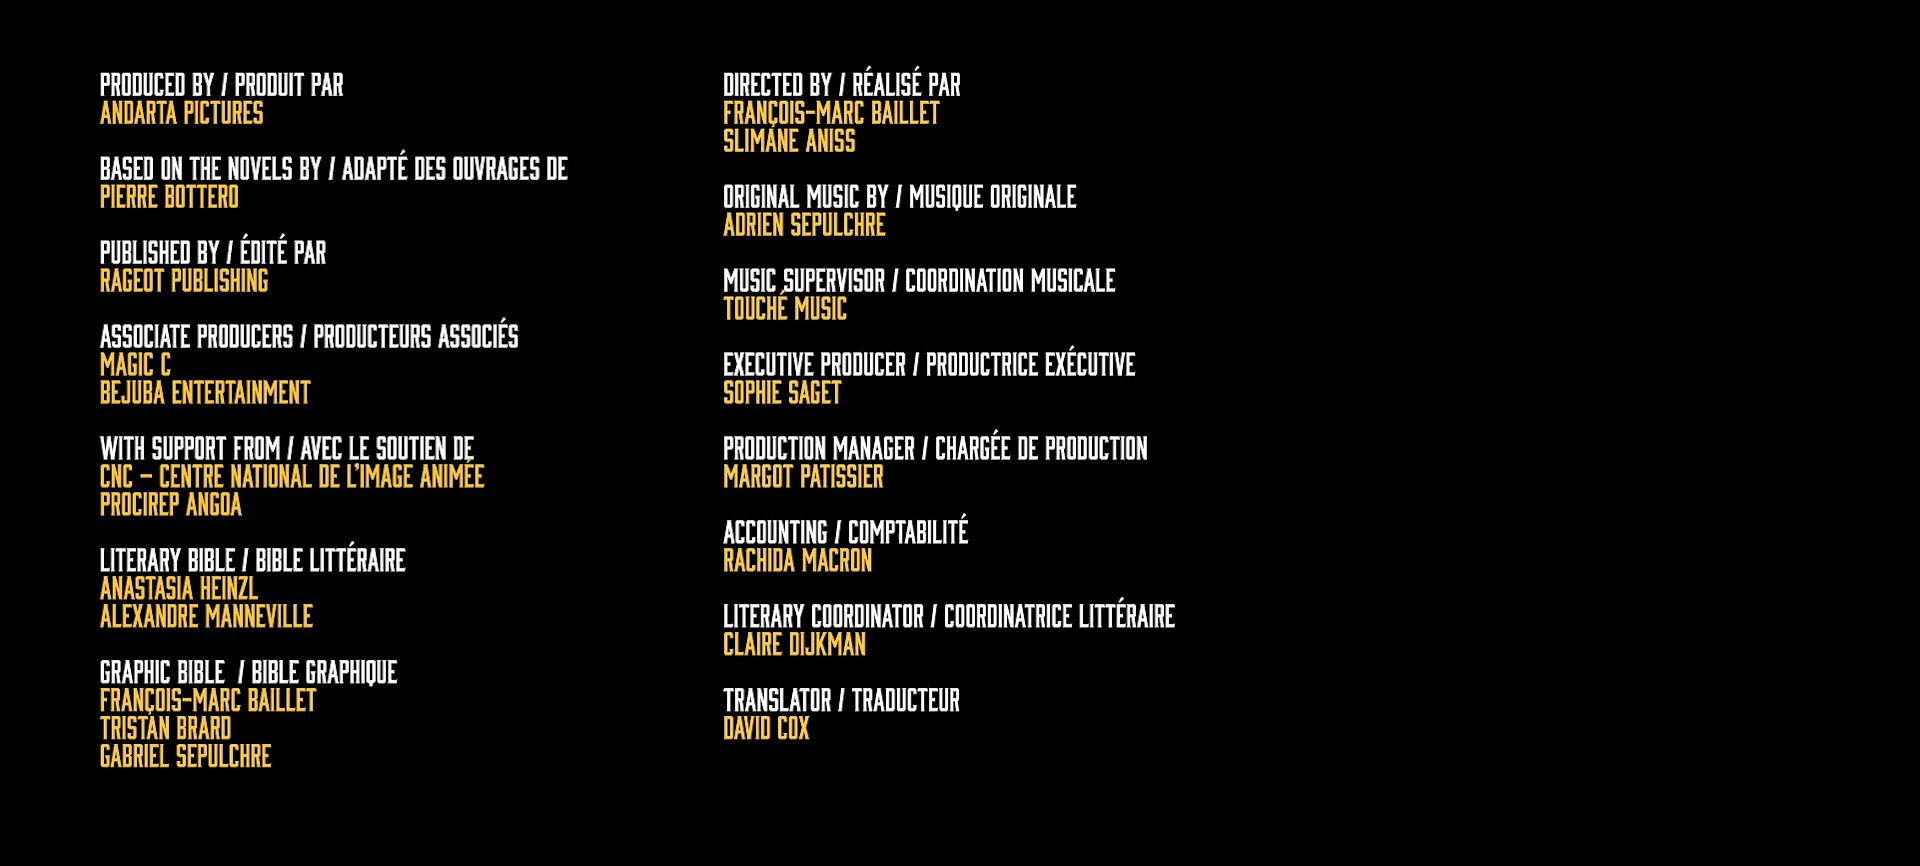 PRODUCED BY / PRODUIT PAR
ANDARTA PICTURES
BASED ON THE NOVELS BY / ADAPTÉ DES OUVRAGES DE
PIERRE BOTTERO
PUBLISHED BY / ÉDITÉ PAR
RAGEOT PUBLISHING
ASSOCIATE PRODUCERS / PRODUCTEURS ASSOCIÉS
MAGIC C
BEJUBA ENTERTAINMENT
WITH SUPPORT FROM / AVEC LE SOUTIEN DE
CNC – CENTRE NATIONAL DE L'IMAGE ANIMÉE
PROCIREP ANGOA
LITERARY BIBLE / BIBLE LITTÉRAIRE
ANASTASIA HEINZL
ALEXANDRE MANNEVILLE
GRAPHIC BIBLE  / BIBLE GRAPHIQUE
FRANÇOIS-MARC BAILLET
TRISTAN BRARD
GABRIEL SEPULCHRE
DIRECTED BY / RÉALISÉ PAR
FRANÇOIS-MARC BAILLET
SLIMANE ANISS
ORIGINAL MUSIC BY / MUSIQUE ORIGINALE
ADRIEN SEPULCHRE
MUSIC SUPERVISOR / COORDINATION MUSICALE
TOUCHÉ MUSIC
EXECUTIVE PRODUCER / PRODUCTRICE EXÉCUTIVE
SOPHIE SAGET
PRODUCTION MANAGER / CHARGÉE DE PRODUCTION
MARGOT PATISSIER
ACCOUNTING / COMPTABILITÉ
RACHIDA MACRON
LITERARY COORDINATOR / COORDINATRICE LITTÉRAIRE
CLAIRE DIJKMAN
TRANSLATOR / TRADUCTEUR
DAVID COX